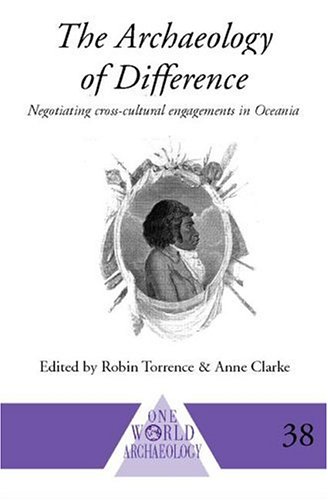 The Archaeology
of Difference
Negotiating cross-cultural engagements in Oceania
Edited by Robin Torrence & Anne Clarke
ONE
WORLD
ARCHAEOLOGY
38